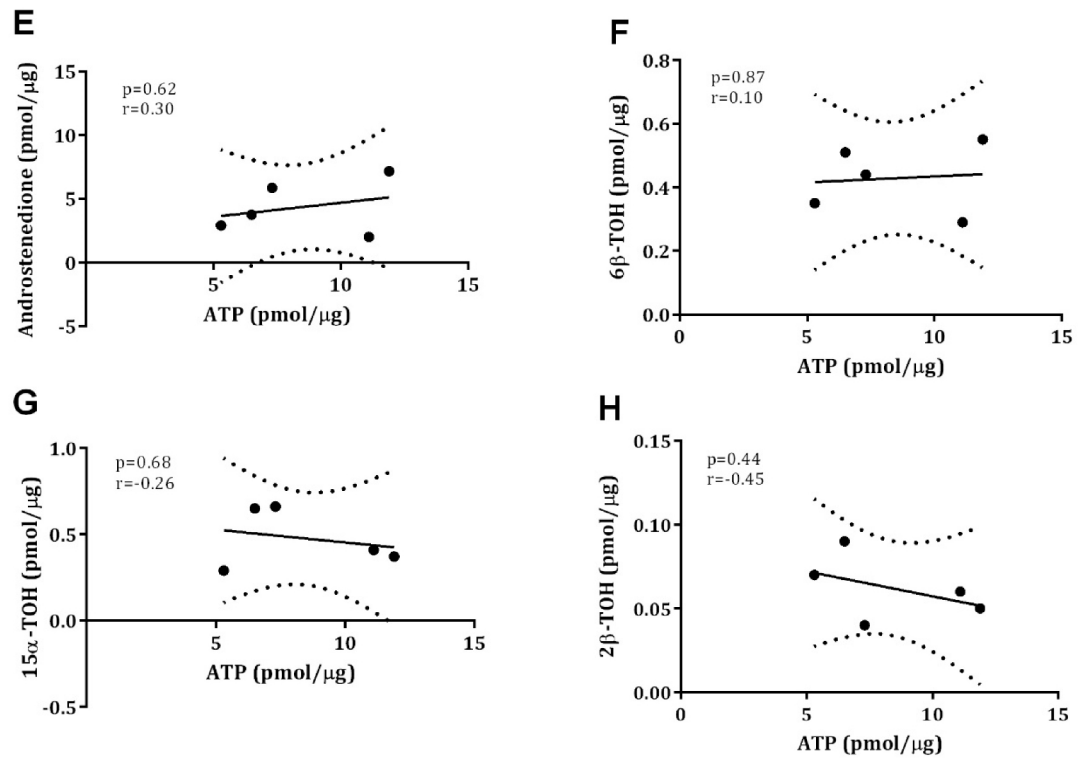 E
p=0.62
r=0.30
Androstenedione (pmol/μg)
15
10
5
0
-5
5
10
15
ATP (pmol/μg)
F
p=0.87
r=0.10
6β-TOH (pmol/μg)
0.8
0.6
0.4
0.2
0.0
0
5
10
15
ATP (pmol/μg)
G
p=0.68
r=-0.26
15α-TOH (pmol/μg)
1.0
0.5
0.0
-0.5
5
10
15
ATP (pmol/μg)
H
p=0.44
r=-0.45
2β-TOH (pmol/μg)
0.15
0.10
0.05
0.00
0
5
10
15
ATP (pmol/μg)